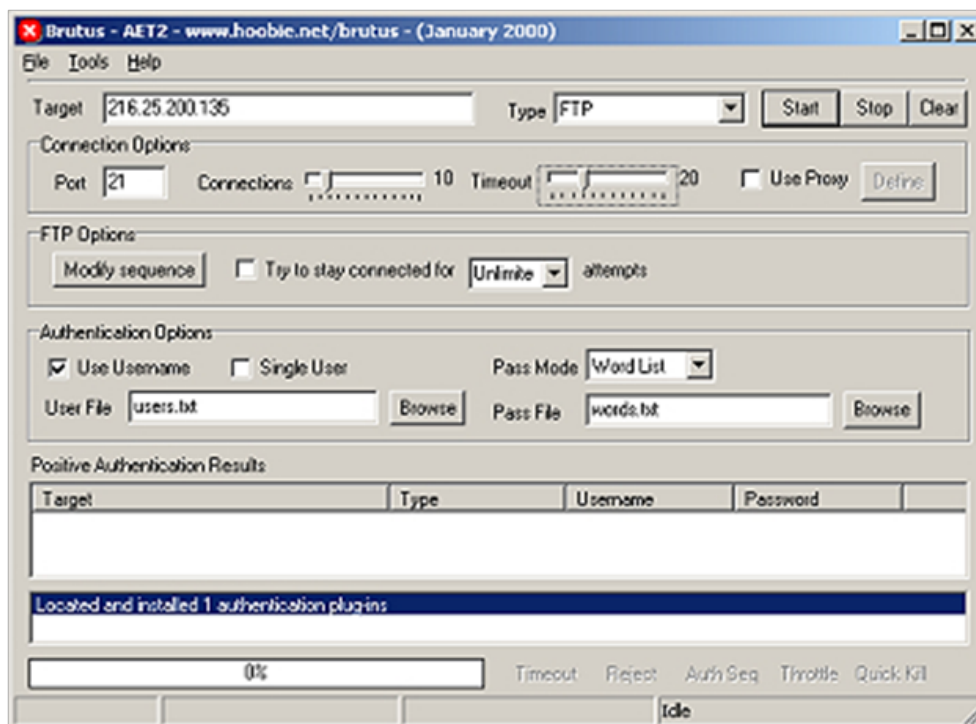 Brutus - AET2 - www.hoobie.net/brutus - (January 2000)
File Tools Help
Target 216.25.200.135 Type FTP Start Stop Clear
Connection Options
Port 21 Connections 10 Timeout 20 Use Proxy Define
FTP Options
Modify sequence Try to stay connected for Unlimite attempts
Authentication Options
Use Username Single User Pass Mode Word List
User File users.txt Browse Pass File words.txt Browse
Positive Authentication Results
Target Type Username Password
Located and installed 1 authentication plug-ins
0% Timeout Reject Auth Seq Throttle Quick Kill
Idle